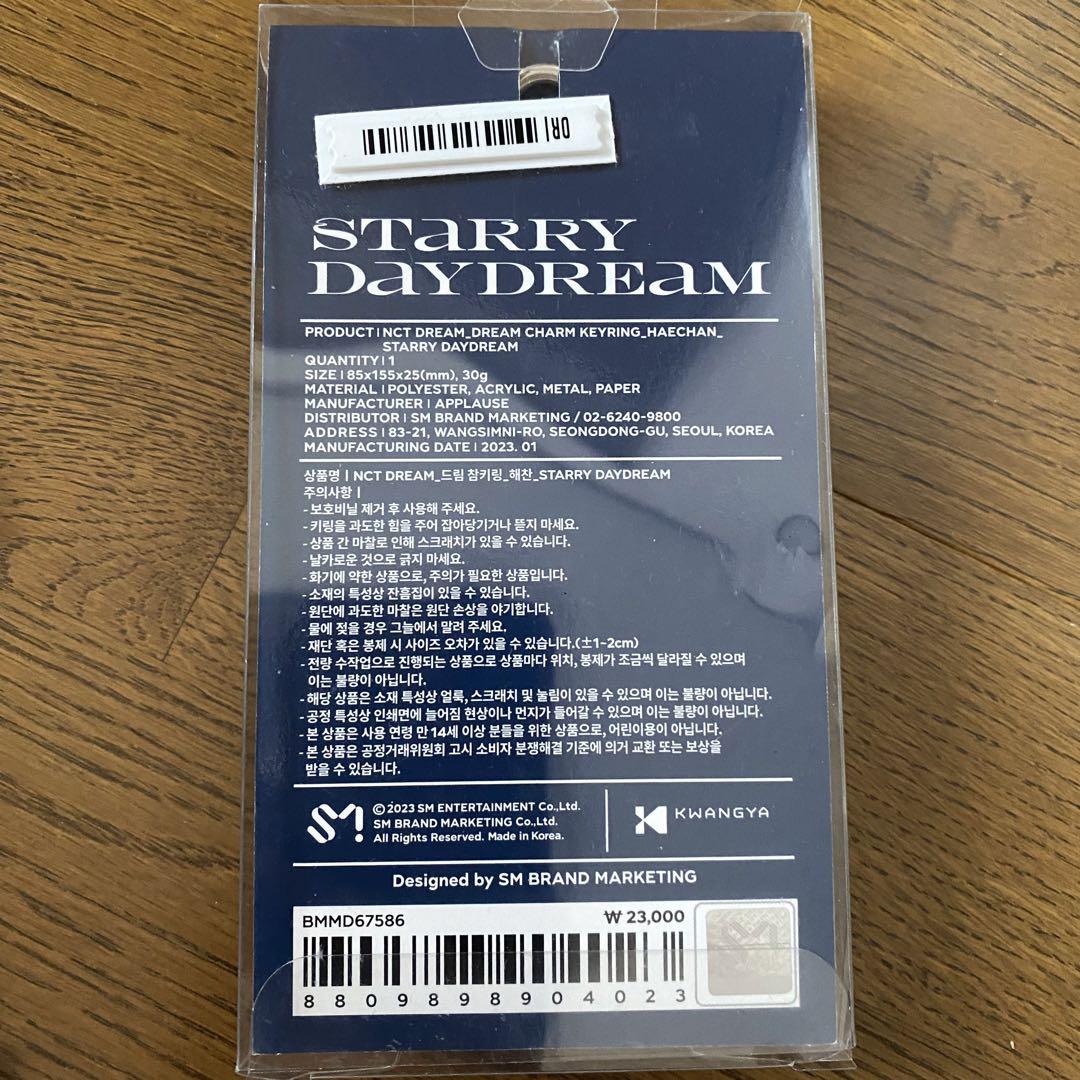 ORI
STARRY
DAYDREAM
PRODUCT | NCT DREAM_DREAM CHARM KEYRING_HAECHAN_
STARRY DAYDREAM
QUANTITY | 1
SIZE | 85x155x25(mm), 30g
MATERIAL | POLYESTER, ACRYLIC, METAL, PAPER
MANUFACTURER | APPLAUSE
DISTRIBUTOR | SM BRAND MARKETING / 02-6240-9800
ADDRESS | 83-21, WANGSIMNI-RO, SEONGDONG-GU, SEOUL, KOREA
MANUFACTURING DATE | 2023. 01
상품명 | NCT DREAM_드림 참키링_해찬_STARRY DAYDREAM
주의사항 |
- 보호비닐 제거 후 사용해 주세요.
- 키링을 과도한 힘을 주어 잡아당기거나 뜯지 마세요.
- 상품 간 마찰로 인해 스크래치가 있을 수 있습니다.
- 날카로운 것으로 긁지 마세요.
- 화기에 약한 상품으로, 주의가 필요한 상품입니다.
- 소재의 특성상 잔흠집이 있을 수 있습니다.
- 원단에 과도한 마찰은 원단 손상을 야기합니다.
- 물에 젖을 경우 그늘에서 말려 주세요.
- 재단 혹은 봉제 시 사이즈 오차가 있을 수 있습니다.(±1~2cm)
- 전량 수작업으로 진행되는 상품으로 상품마다 위치, 봉제가 조금씩 달라질 수 있으며
이는 불량이 아닙니다.
- 해당 상품은 소재 특성상 얼룩, 스크래치 및 눌림이 있을 수 있으며 이는 불량이 아닙니다.
- 공정 특성상 인쇄면에 늘어짐 현상이나 먼지가 들어갈 수 있으며 이는 불량이 아닙니다.
- 본 상품은 사용 연령 만 14세 이상 분들을 위한 상품으로, 어린이용이 아닙니다.
- 본 상품은 공정거래위원회 고시 소비자 분쟁해결 기준에 의거 교환 또는 보상을
받을 수 있습니다.
SM
© 2023 SM ENTERTAINMENT Co.,Ltd.
SM BRAND MARKETING Co.,Ltd.
All Rights Reserved. Made in Korea.
KWANGYA
Designed by SM BRAND MARKETING
BMMD67586
₩ 23,000
8809898904023